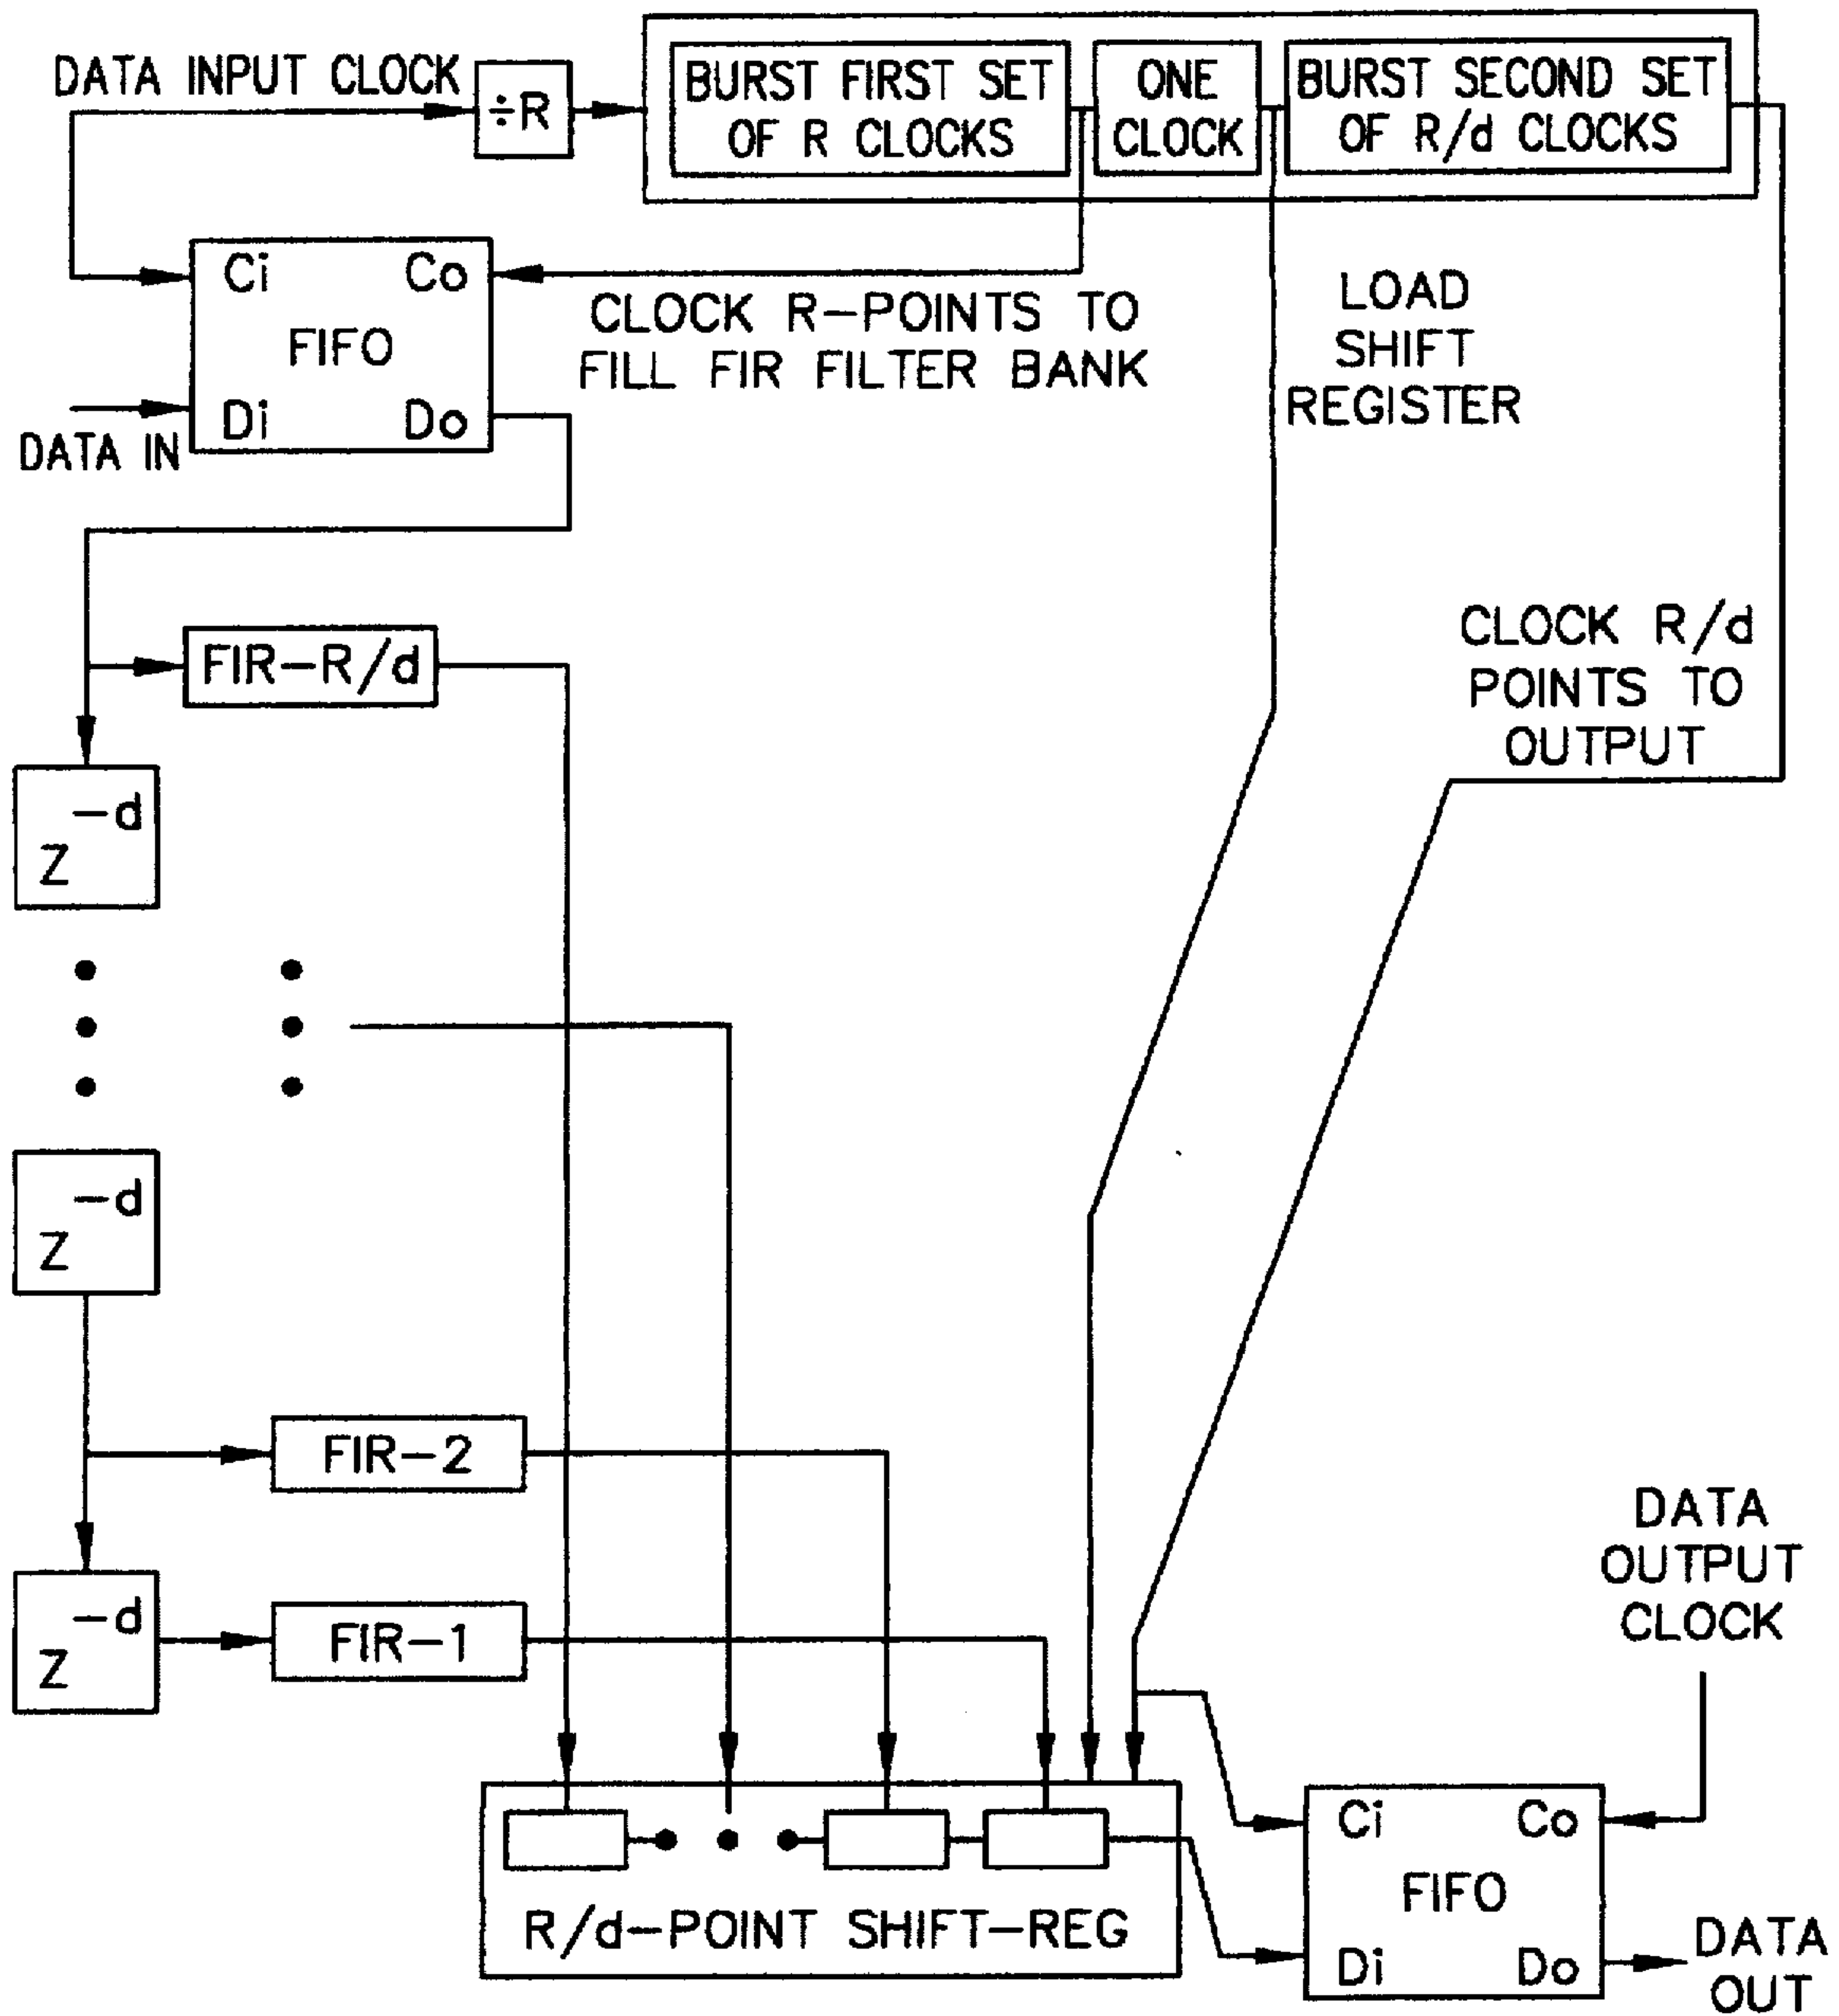 DATA INPUT CLOCK
÷R
BURST FIRST SET
OF R CLOCKS
ONE
CLOCK
BURST SECOND SET
OF R/d CLOCKS
Ci
Co
FIFO
Di
Do
DATA IN
CLOCK R-POINTS TO
FILL FIR FILTER BANK
LOAD
SHIFT
REGISTER
CLOCK R/d
POINTS TO
OUTPUT
FIR-R/d
Z-d
Z-d
FIR-2
Z-d
FIR-1
DATA
OUTPUT
CLOCK
R/d-POINT SHIFT-REG
Ci
Co
FIFO
Di
Do
DATA
OUT